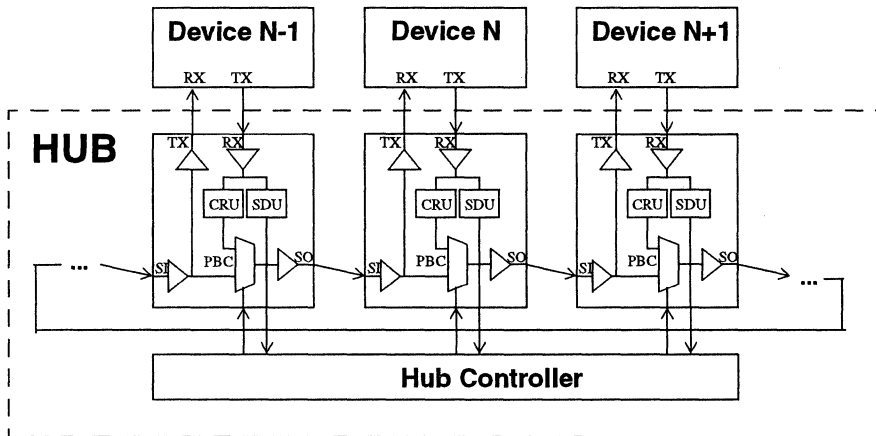 Device N-1 Device N Device N+1
RX TX RX TX RX TX
HUB
TX RX TX RX TX RX
CRU SDU CRU SDU CRU SDU
... SI PBC SO SI PBC SO SI PBC SO ...
Hub Controller